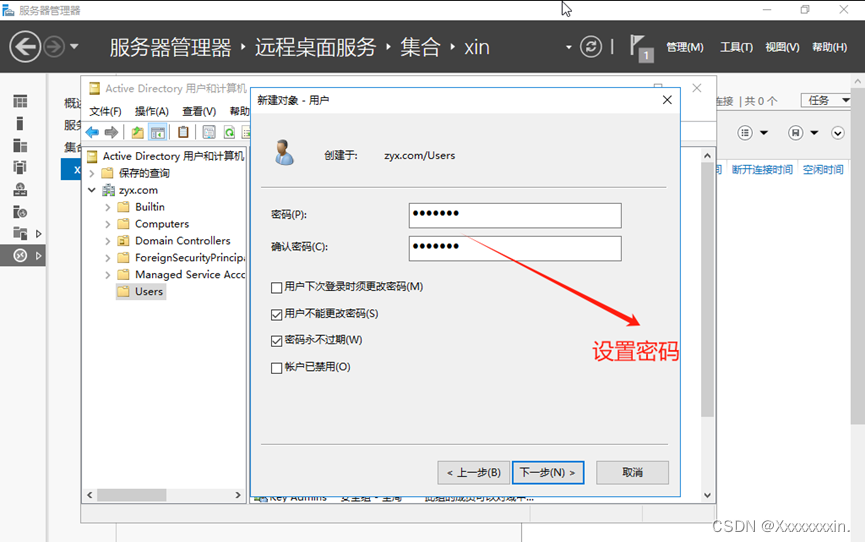 服务器管理器
服务器管理器 ‣ 远程桌面服务 ‣ 集合 ‣ xin
1
管理(M) 工具(T) 视图(V) 帮助(H)
Active Directory 用户和计算机
文件(F) 操作(A) 查看(V) 帮助
Active Directory 用户和计算机
保存的查询
zyx.com
Builtin
Computers
Domain Controllers
ForeignSecurityPrincipa
Managed Service Acco
Users
新建对象 - 用户
创建于: zyx.com/Users
密码(P): •••••••
确认密码(C): •••••••
用户下次登录时须更改密码(M)
用户不能更改密码(S)
密码永不过期(W)
帐户已禁用(O)
设置密码
< 上一步(B) 下一步(N) > 取消
连接 | 共 0 个 任务
断开连接时间 空闲时间
Key Admins 安全组 - 全局 此组的成员可以对域中...
CSDN @Xxxxxxxxin.